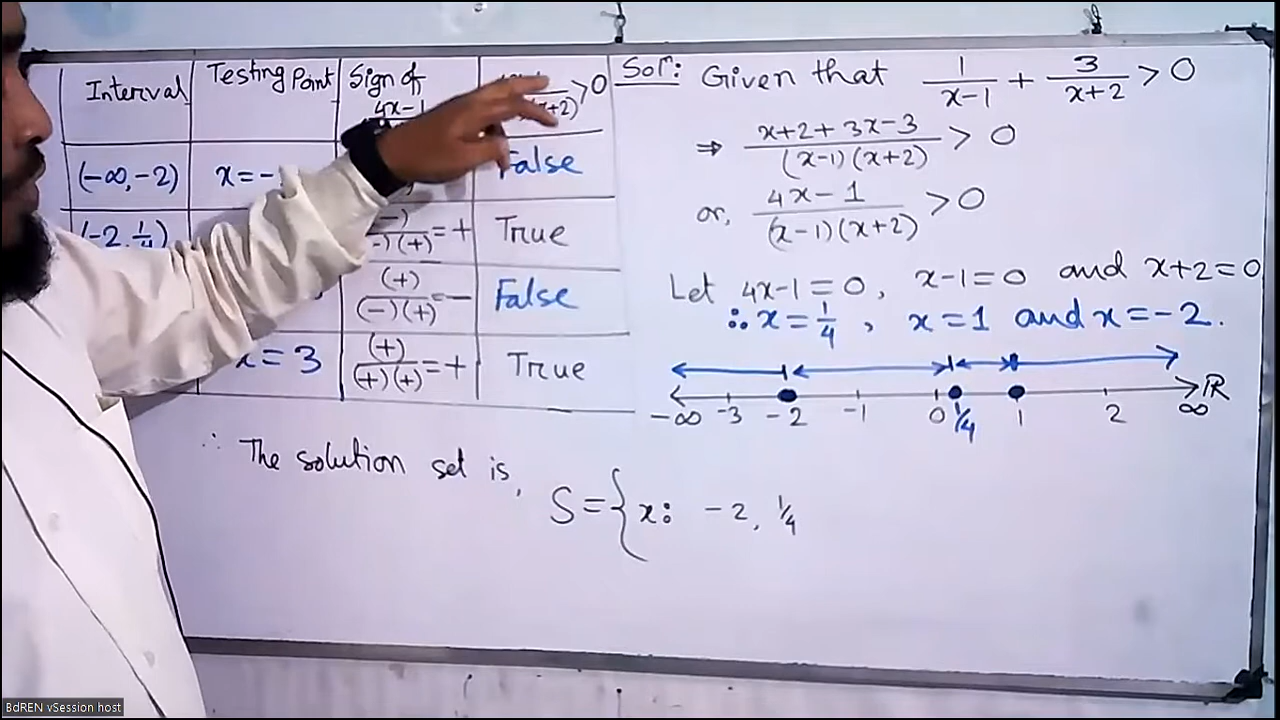 Interval | Testing Point | Sign of 4x-1 | >0
(-∞, -2) | x = - | False
(-2, 1/4) | -)/(-)(+) = + | True
(+)/(-)(+) = - | False
x = 3 | (+)/(+)(+) = + | True
Sol: Given that 1/(x-1) + 3/(x+2) > 0
⇒ (x+2+3x-3)/((x-1)(x+2)) > 0
or, (4x-1)/((x-1)(x+2)) > 0
Let 4x-1=0, x-1=0 and x+2=0
∴ x = 1/4, x=1 and x=-2.
-∞ -3 -2 -1 0 1/4 1 2 ∞ ℝ
∴ The solution set is,
S = { x: -2, 1/4
BdREN vSession host